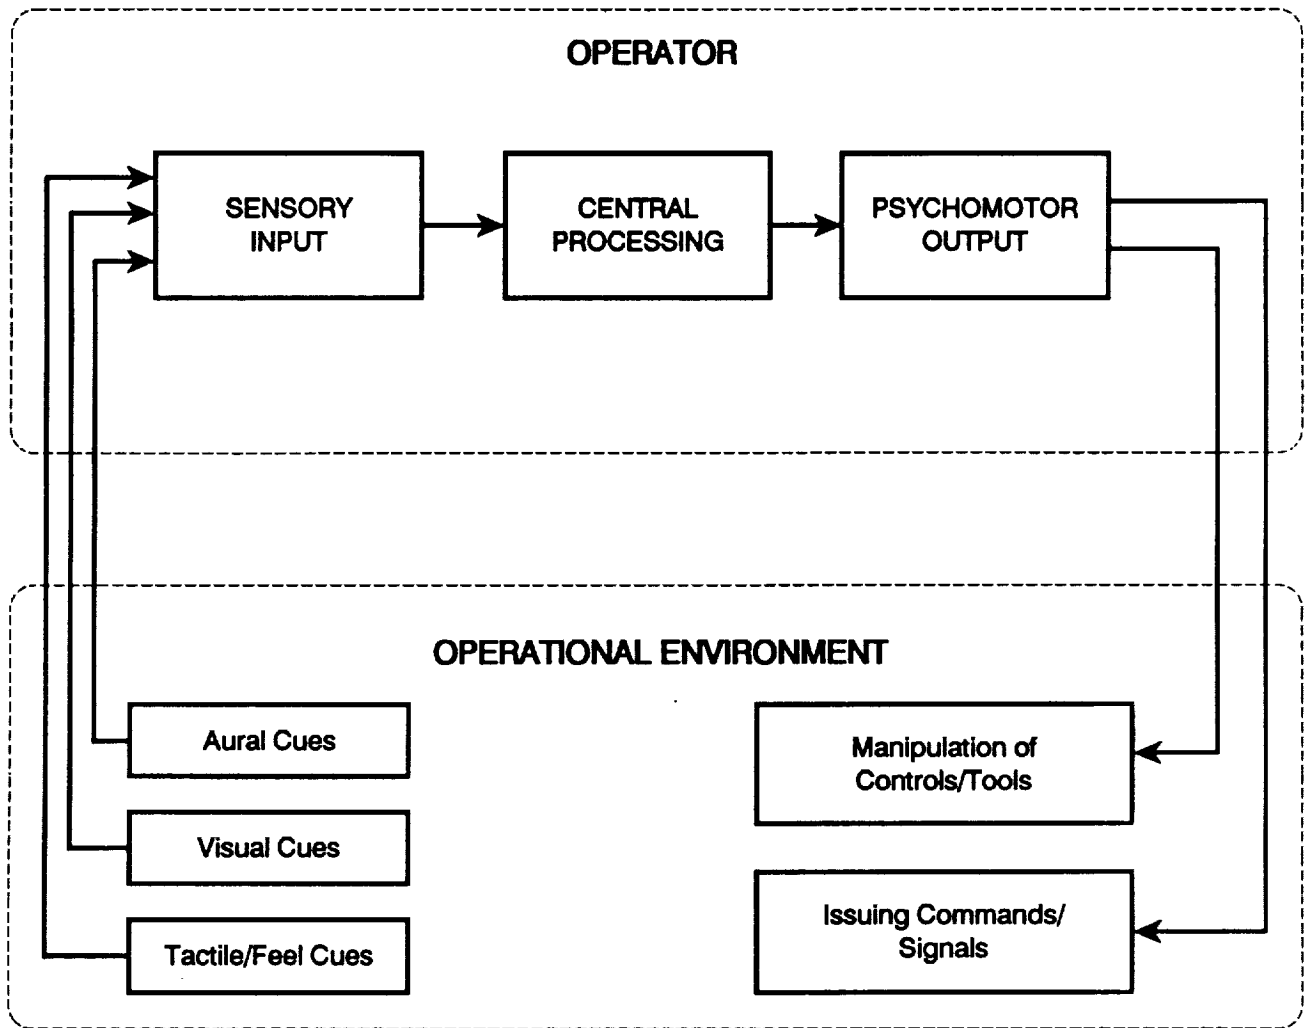 OPERATOR
SENSORY
INPUT
CENTRAL
PROCESSING
PSYCHOMOTOR
OUTPUT
OPERATIONAL ENVIRONMENT
Aural Cues
Visual Cues
Tactile/Feel Cues
Manipulation of
Controls/Tools
Issuing Commands/
Signals